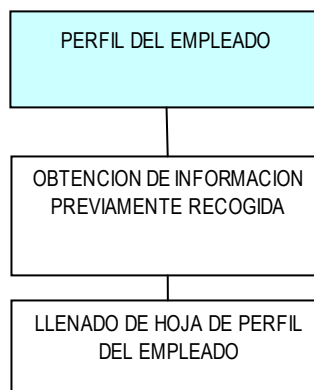 PERFIL DEL EMPLEADO
OBTENCION DE INFORMACION
PREVIAMENTE RECOGIDA
LLENADO DE HOJA DE PERFIL
DEL EMPLEADO